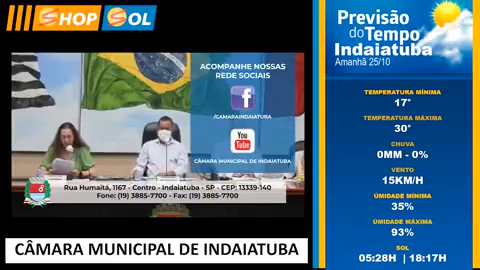 SHOP SOL
ACOMPANHE NOSSAS
REDE SOCIAIS
/CAMARAINDAIATUBA
You Tube
CÂMARA MUNICIPAL DE INDAIATUBA
Rua Humaitá, 1167 - Centro - Indaiatuba - SP - CEP: 13339-140
Fone: (19) 3885-7700 - Fax: (19) 3885-7700
CÂMARA MUNICIPAL DE INDAIATUBA
Previsão
do Tempo
Indaiatuba
Amanhã 25/10
TEMPERATURA MÍNIMA
17°
TEMPERATURA MÁXIMA
30°
CHUVA
0MM - 0%
VENTO
15KM/H
ÚMIDADE MÍNIMA
35%
ÚMIDADE MÁXIMA
93%
SOL
05:28H | 18:17H